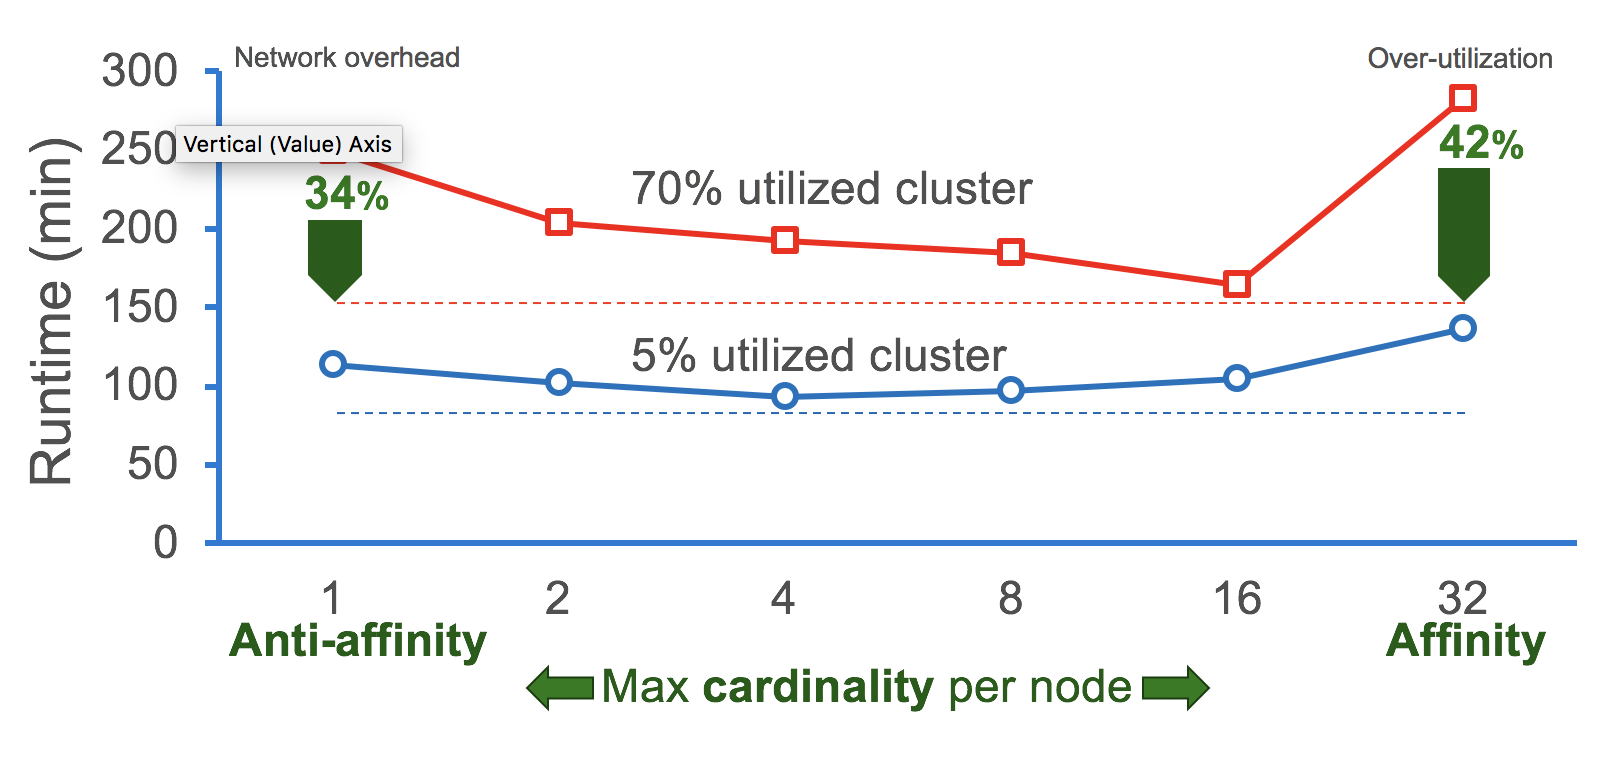 Network overhead
Over-utilization
300
250
200
150
100
50
0
Runtime (min)
Vertical (Value) Axis
34%
42%
70% utilized cluster
5% utilized cluster
1 2 4 8 16 32
Anti-affinity
Affinity
Max cardinality per node